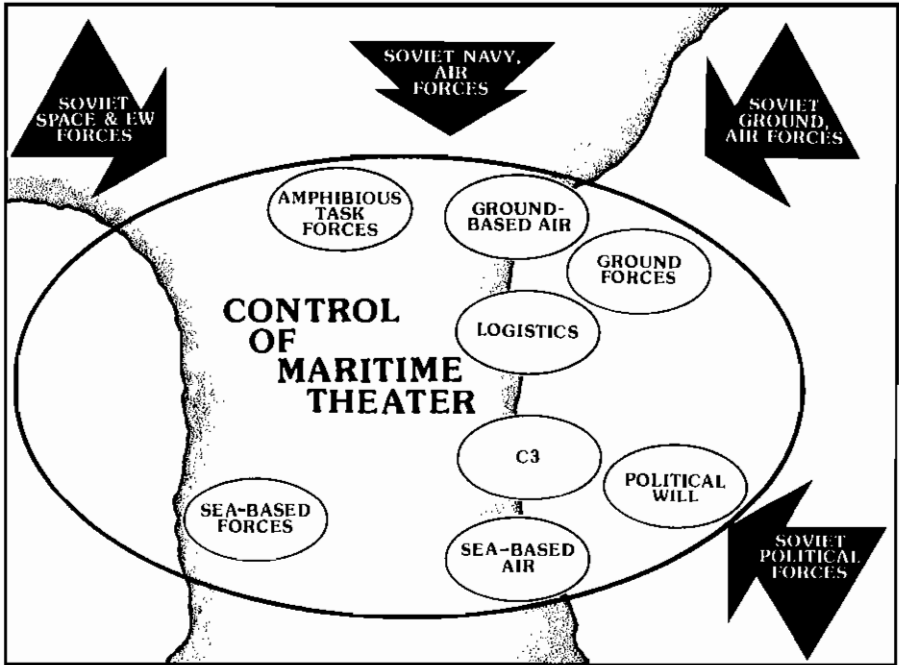 SOVIET NAVY,
AIR
FORCES
SOVIET
SPACE & EW
FORCES
SOVIET
GROUND,
AIR FORCES
AMPHIBIOUS
TASK
FORCES
GROUND-
BASED AIR
GROUND
FORCES
CONTROL
OF
MARITIME
THEATER
LOGISTICS
C3
POLITICAL
WILL
SEA-BASED
FORCES
SEA-BASED
AIR
SOVIET
POLITICAL
FORCES